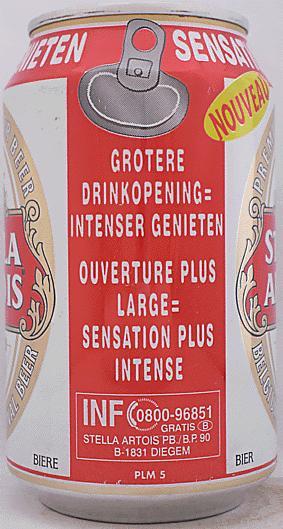 NIETEN SENSAT
NOUVEAU
GROTERE
DRINKOPENING=
INTENSER GENIETEN
OUVERTURE PLUS
LARGE=
SENSATION PLUS
INTENSE
INFO 0800-96851
GRATIS B
STELLA ARTOIS PB./B.P. 90
B-1831 DIEGEM
PLM 5
BIERE
BIER